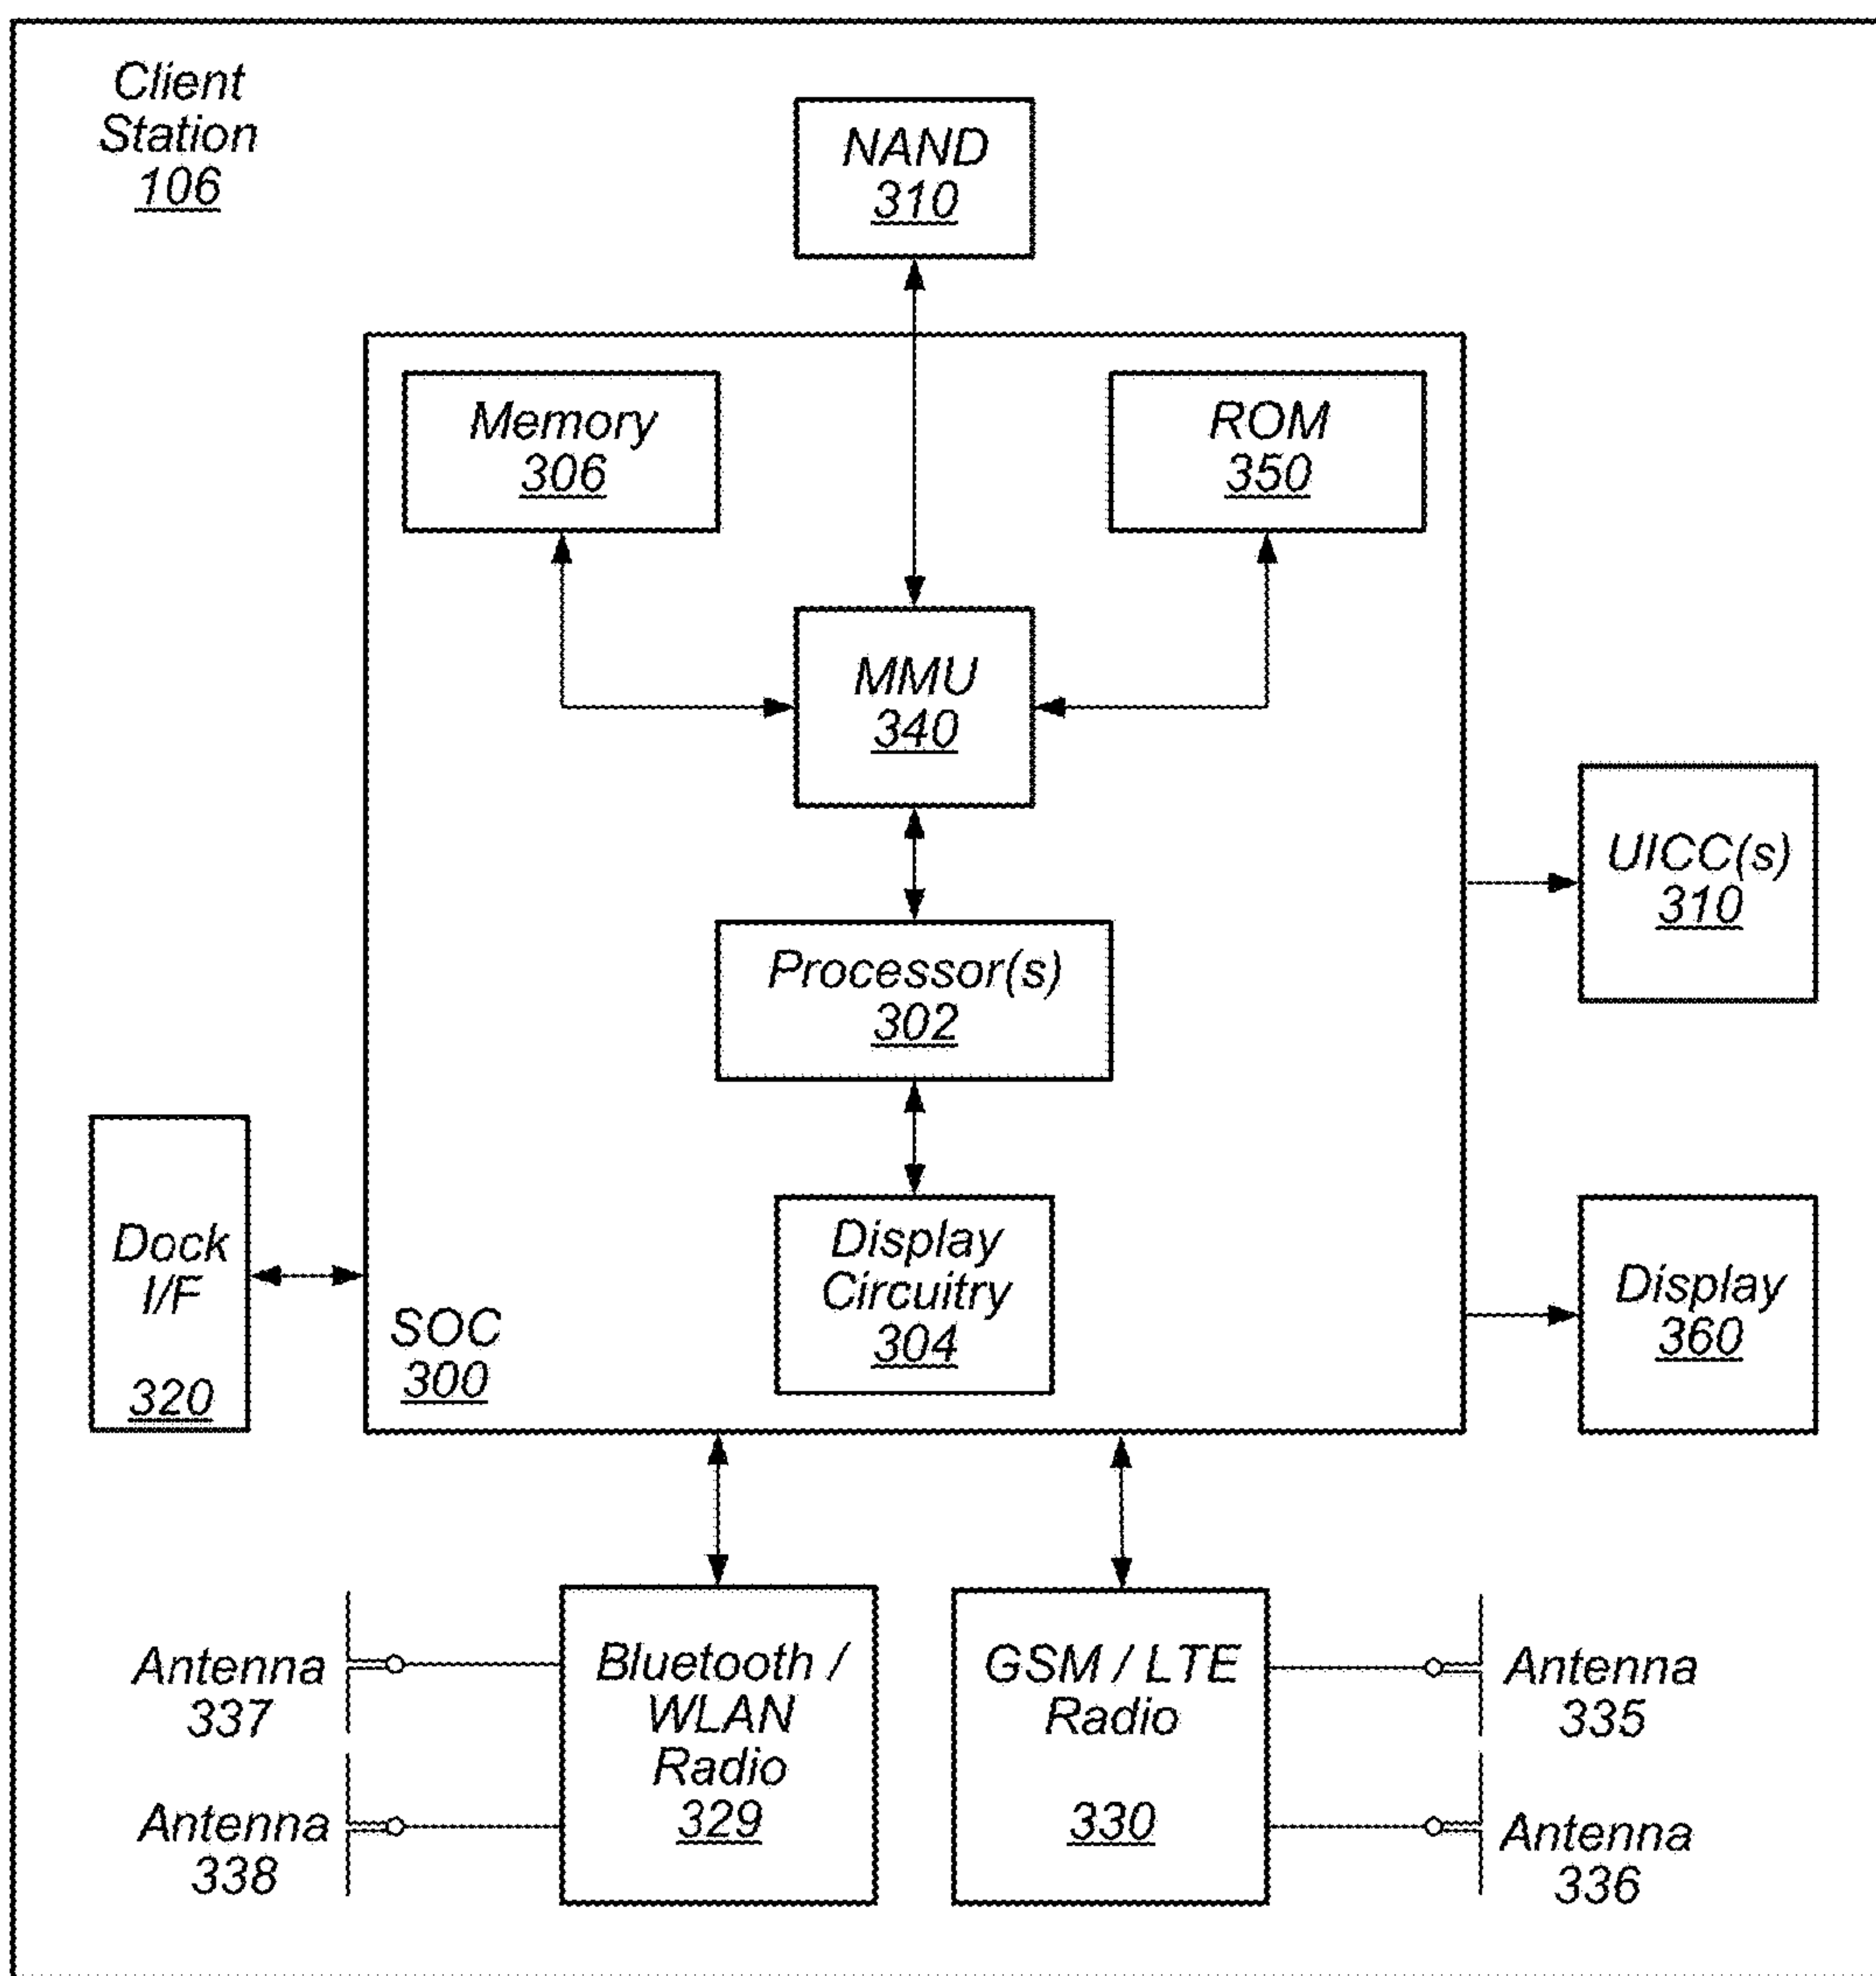 Client
Station
106
NAND
310
Memory
306
ROM
350
MMU
340
UICC(s)
310
Processor(s)
302
Dock
I/F
320
Display
Circuitry
304
SOC
300
Display
360
Antenna
337
Antenna
338
Bluetooth /
WLAN
Radio
329
GSM / LTE
Radio
330
Antenna
335
Antenna
336